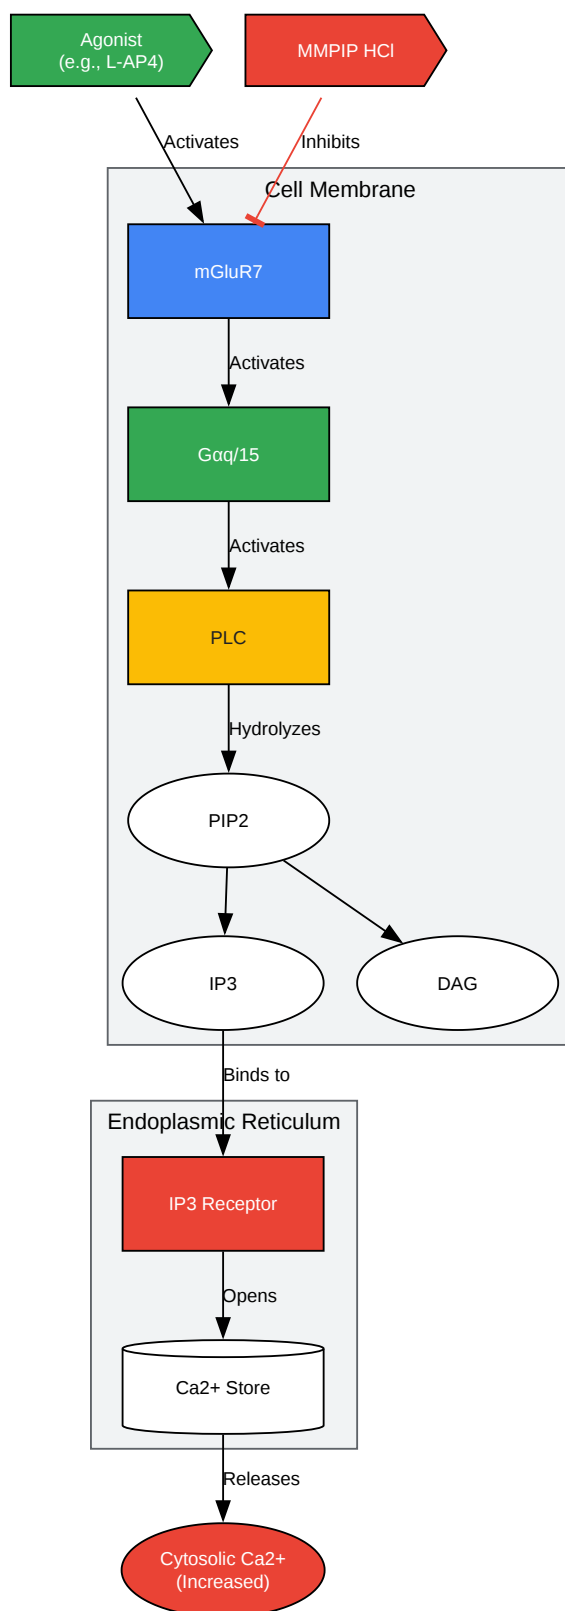 Agonist
(e.g., L-AP4)
MMPIP HCl
Activates
Inhibits
Cell Membrane
mGluR7
Activates
Gαq/15
Activates
PLC
Hydrolyzes
PIP2
IP3
DAG
Binds to
Endoplasmic Reticulum
IP3 Receptor
Opens
Ca2+ Store
Releases
Cytosolic Ca2+
(Increased)